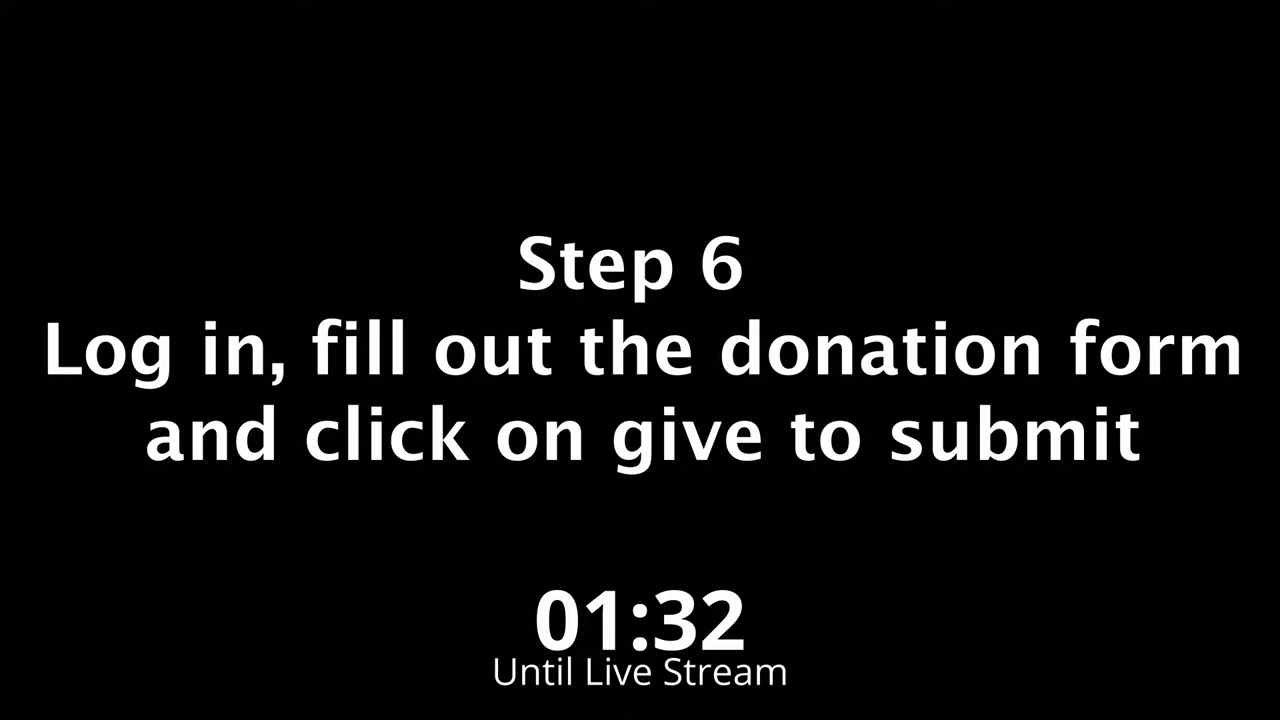 Step 6
Log in, fill out the donation form
and click on give to submit
01:32
Until Live Stream